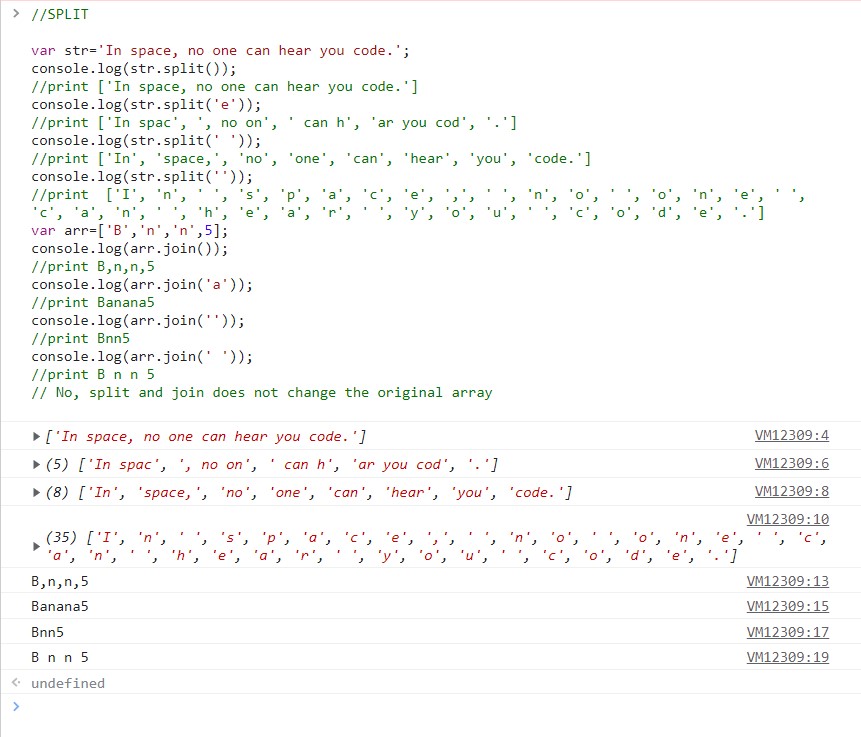 //SPLIT
var str='In space, no one can hear you code.';
console.log(str.split());
//print ['In space, no one can hear you code.']
console.log(str.split('e'));
//print ['In spac', ', no on', ' can h', 'ar you cod', '.']
console.log(str.split(' '));
//print ['In', 'space,', 'no', 'one', 'can', 'hear', 'you', 'code.']
console.log(str.split(''));
//print  ['I', 'n', ' ', 's', 'p', 'a', 'c', 'e', ',', ' ', 'n', 'o', ' ', 'o', 'n', 'e', ' ',
'c', 'a', 'n', ' ', 'h', 'e', 'a', 'r', ' ', 'y', 'o', 'u', ' ', 'c', 'o', 'd', 'e', '.']
var arr=['B','n','n',5];
console.log(arr.join());
//print B,n,n,5
console.log(arr.join('a'));
//print Banana5
console.log(arr.join(''));
//print Bnn5
console.log(arr.join(' '));
//print B n n 5
// No, split and join does not change the original array
['In space, no one can hear you code.'] VM12309:4
(5) ['In spac', ', no on', ' can h', 'ar you cod', '.'] VM12309:6
(8) ['In', 'space,', 'no', 'one', 'can', 'hear', 'you', 'code.'] VM12309:8
VM12309:10
(35) ['I', 'n', ' ', 's', 'p', 'a', 'c', 'e', ',', ' ', 'n', 'o', ' ', 'o', 'n', 'e', ' ', 'c',
'a', 'n', ' ', 'h', 'e', 'a', 'r', ' ', 'y', 'o', 'u', ' ', 'c', 'o', 'd', 'e', '.']
B,n,n,5 VM12309:13
Banana5 VM12309:15
Bnn5 VM12309:17
B n n 5 VM12309:19
undefined